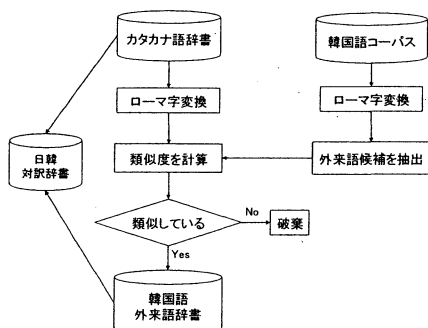 カタカナ語辞書
韓国語コーパス
ローマ字変換
ローマ字変換
日韓
対訳辞書
類似度を計算
外来語候補を抽出
類似している
No
破棄
Yes
韓国語
外来語辞書